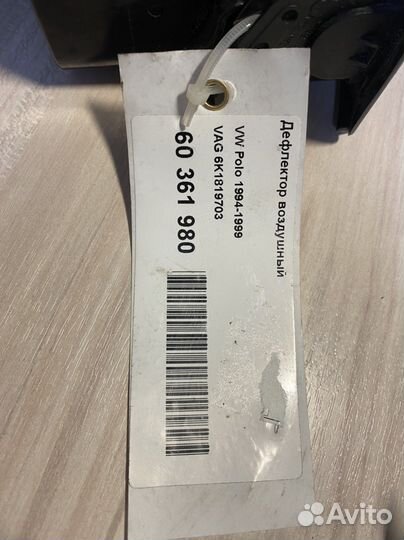 Дефлектор воздушный
VW Polo 1994-1999
VAG 6K1819703
60 361 980
Avito